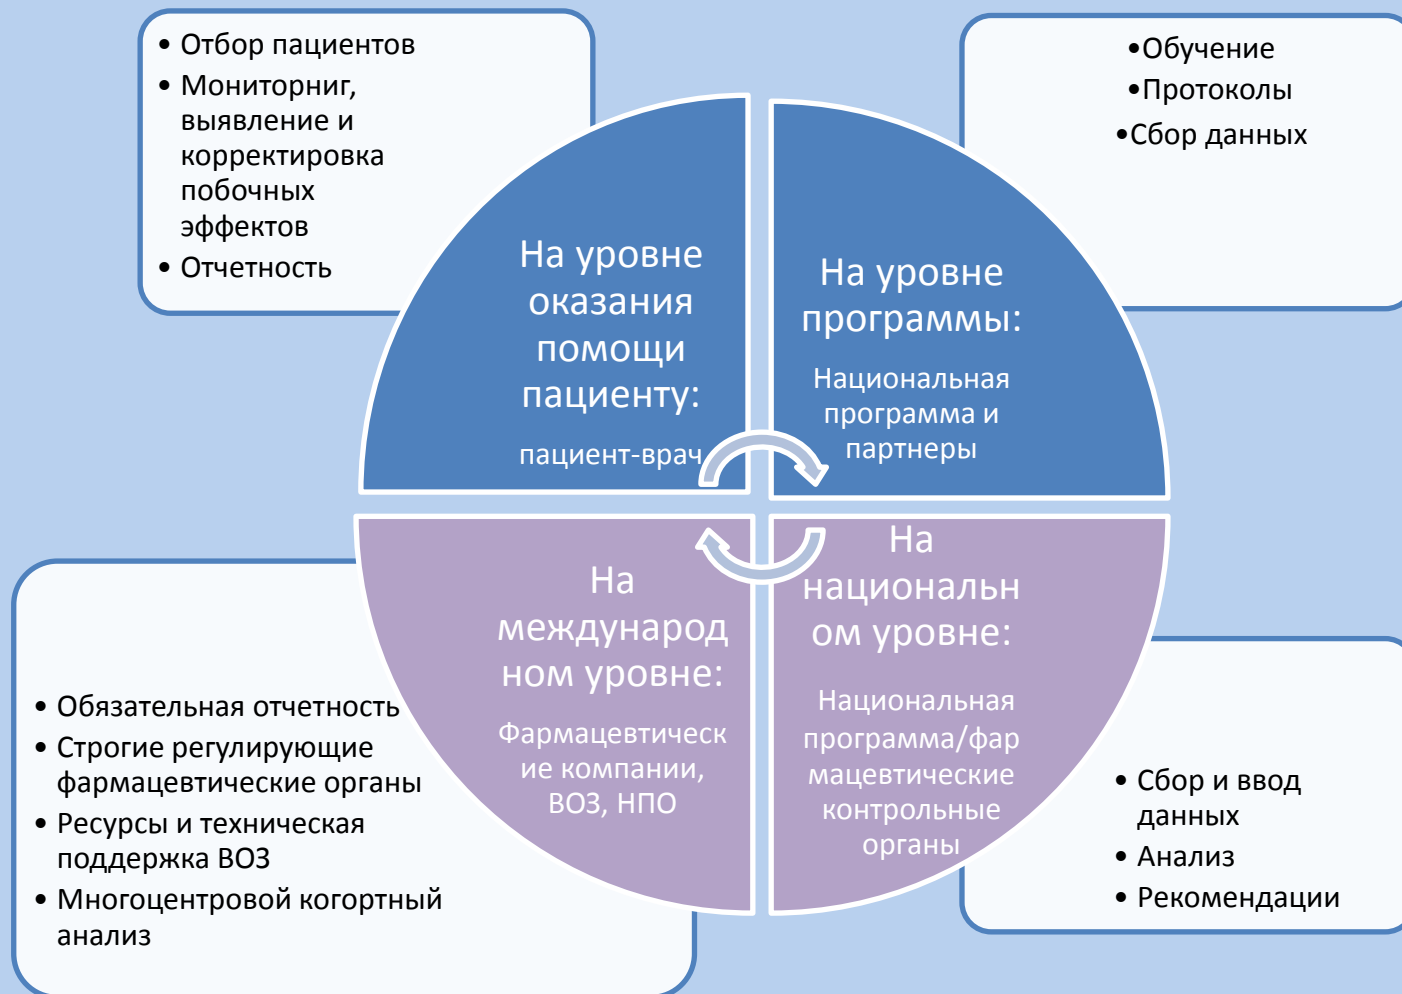 • Отбор пациентов
• Мониторниг,
выявление и
корректировка
побочных
эффектов
• Отчетность
•Обучение
•Протоколы
•Сбор данных
На уровне
оказания
помощи
пациенту:
пациент-врач
На уровне
программы:
Национальная
программа и
партнеры
На
международ
ном уровне:
Фармацевтическ
ие компании,
ВОЗ, НПО
На
национальн
ом уровне:
Национальная
программа/фар
мацевтические
контрольные
органы
• Обязательная отчетность
• Строгие регулирующие
фармацевтические органы
• Ресурсы и техническая
поддержка ВОЗ
• Многоцентровой когортный
анализ
• Сбор и ввод
данных
• Анализ
• Рекомендации